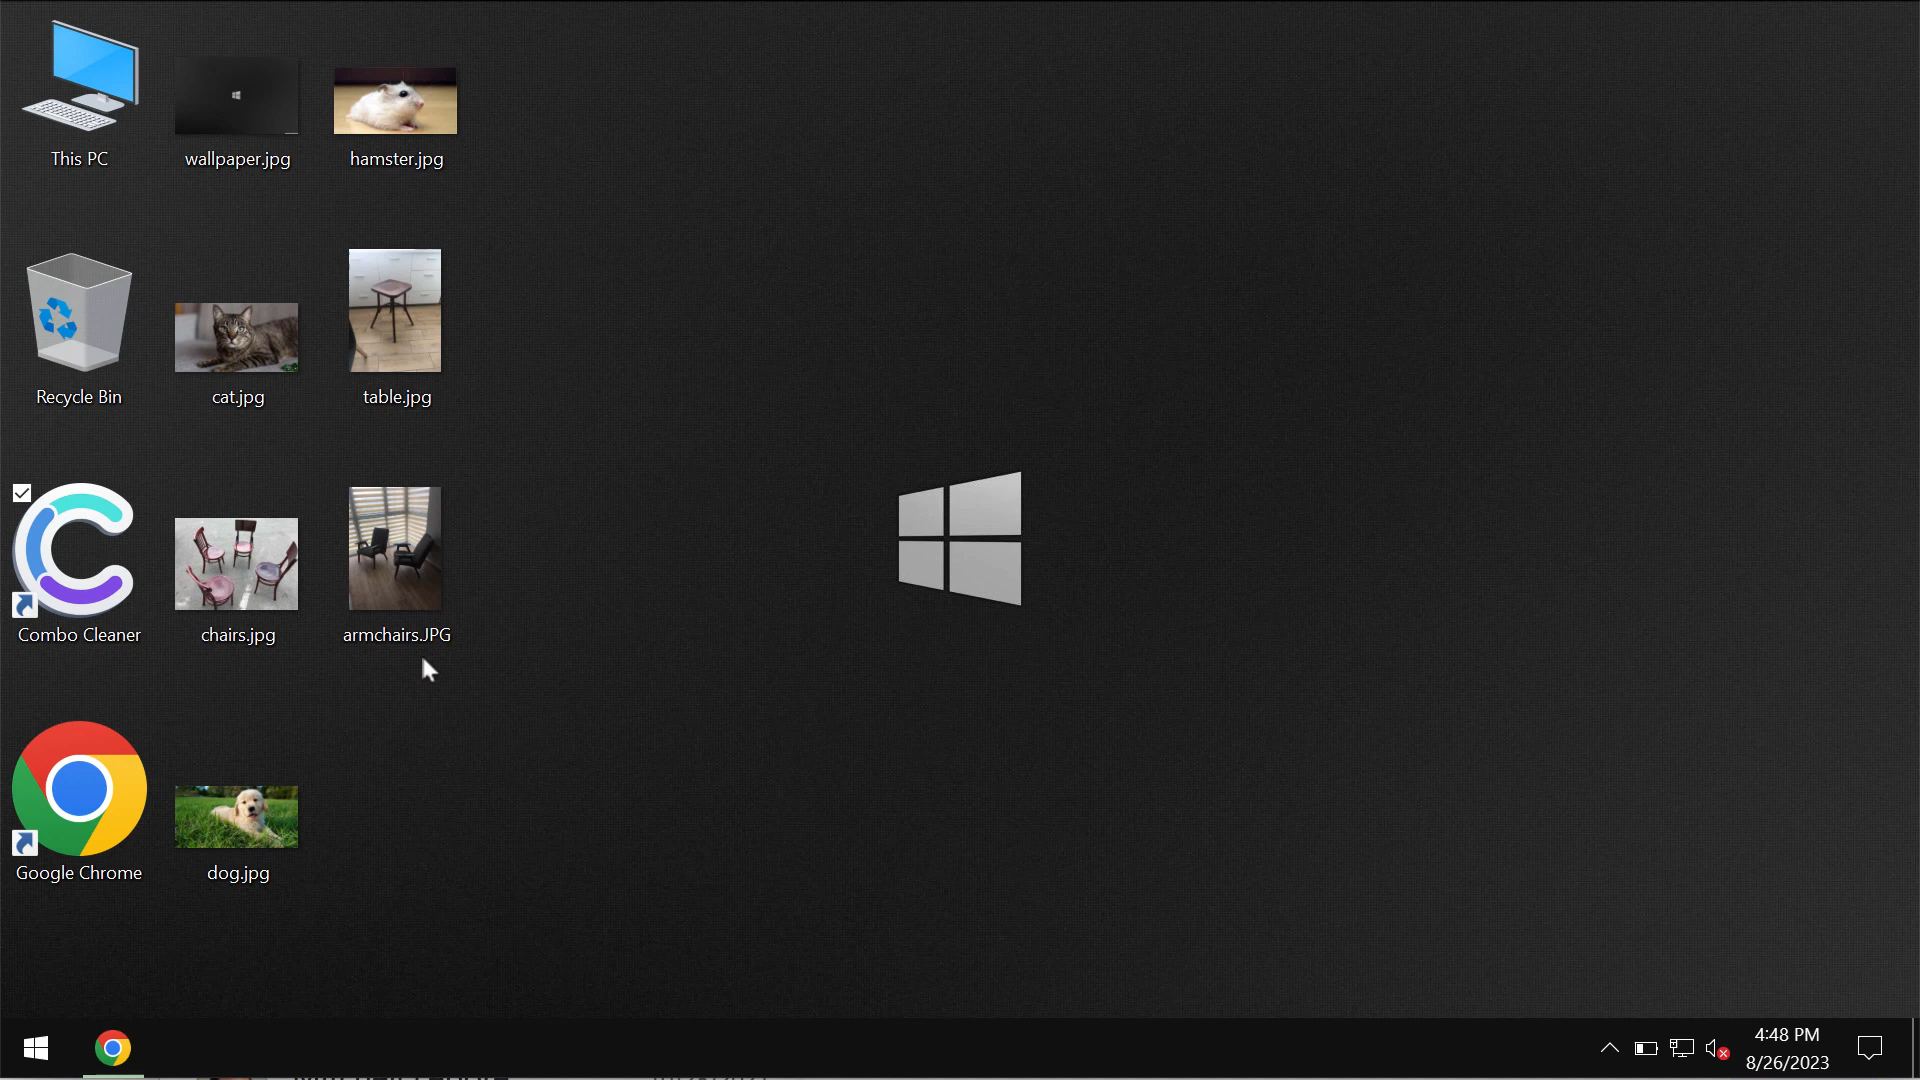 This PC
wallpaper.jpg
hamster.jpg
Recycle Bin
cat.jpg
table.jpg
Combo Cleaner
chairs.jpg
armchairs.JPG
Google Chrome
dog.jpg
4:48 PM
8/26/2023